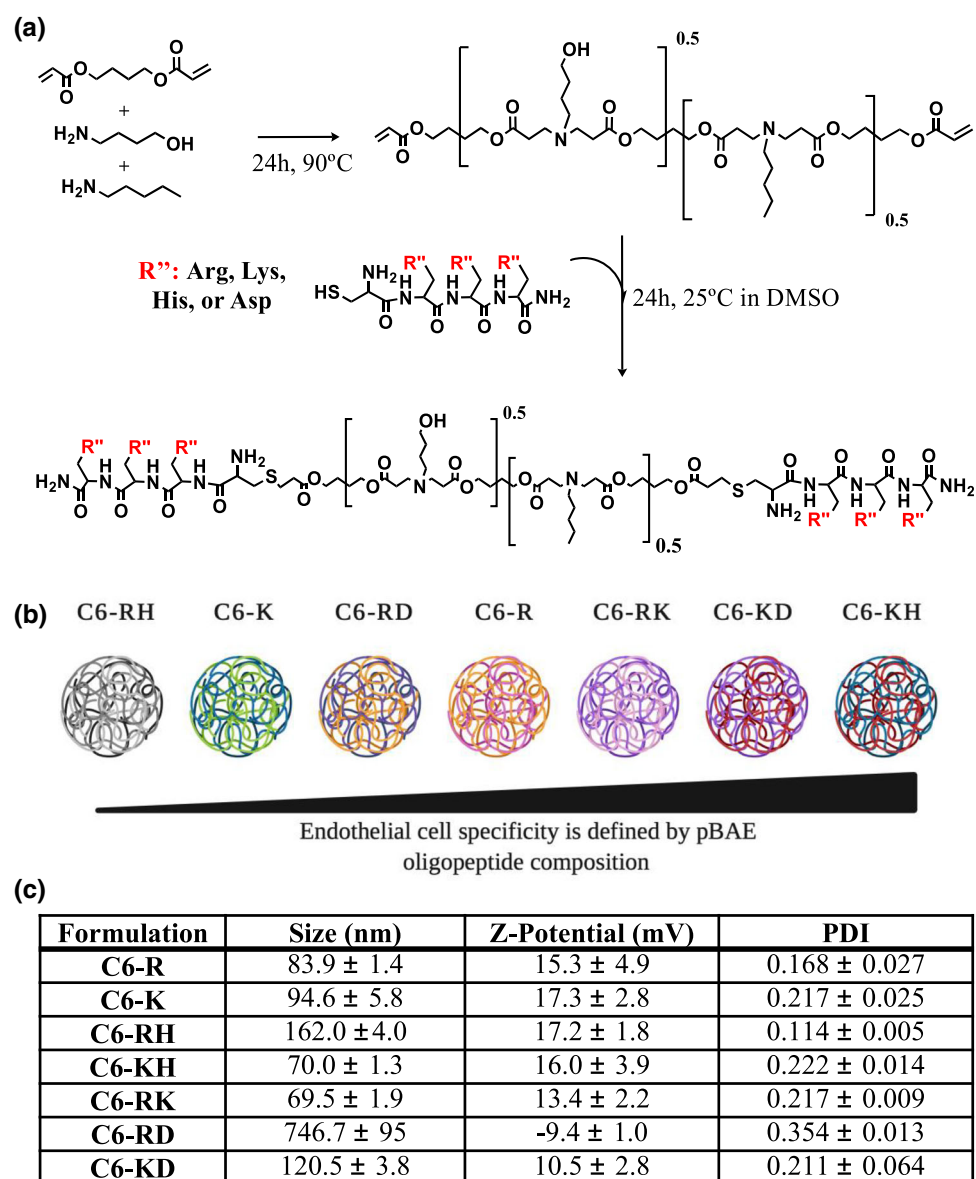 (a)
O
O
O
O
+
H₂N
OH
+
H₂N
24h, 90ºC
0.5
OH
O
O
O
N
O
O
O
O
O
N
O
O
O
O
0.5
R’’: Arg, Lys,
His, or Asp
R"
R"
R"
NH₂
H
N
O
H
N
O
H
N
O
HS
O
NH₂
24h, 25ºC in DMSO
0.5
OH
R"
R"
R"
H₂N
O
H
N
O
H
N
O
H
N
O
NH₂
S
O
O
O
O
N
O
O
O
O
N
O
O
O
O
S
O
NH₂
H
N
O
H
N
O
H
N
O
NH₂
R"
R"
R"
0.5
(b)
C6-RH C6-K C6-RD C6-R C6-RK C6-KD C6-KH
Endothelial cell specificity is defined by pBAE
oligopeptide composition
(c)
Formulation Size (nm) Z-Potential (mV) PDI
C6-R 83.9 ± 1.4 15.3 ± 4.9 0.168 ± 0.027
C6-K 94.6 ± 5.8 17.3 ± 2.8 0.217 ± 0.025
C6-RH 162.0 ±4.0 17.2 ± 1.8 0.114 ± 0.005
C6-KH 70.0 ± 1.3 16.0 ± 3.9 0.222 ± 0.014
C6-RK 69.5 ± 1.9 13.4 ± 2.2 0.217 ± 0.009
C6-RD 746.7 ± 95 -9.4 ± 1.0 0.354 ± 0.013
C6-KD 120.5 ± 3.8 10.5 ± 2.8 0.211 ± 0.064